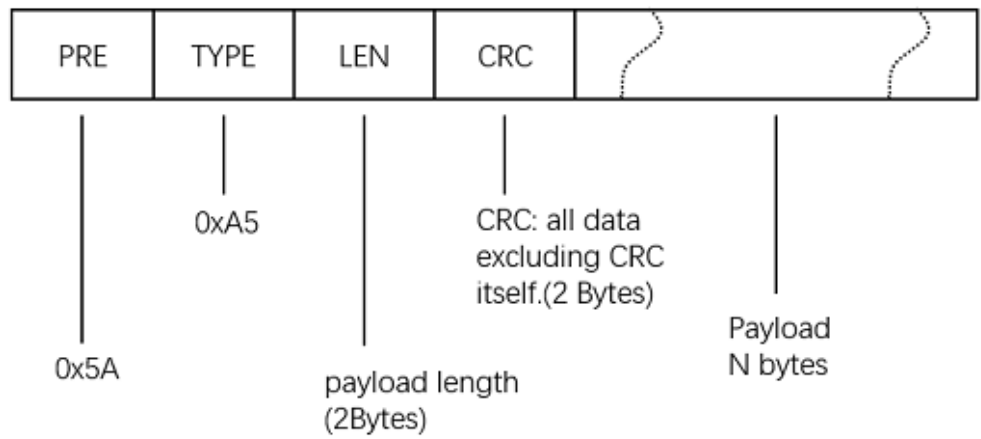 PRE TYPE LEN CRC
0xA5
CRC: all data
excluding CRC
itself.(2 Bytes)
Payload
N bytes
0x5A
payload length
(2Bytes)